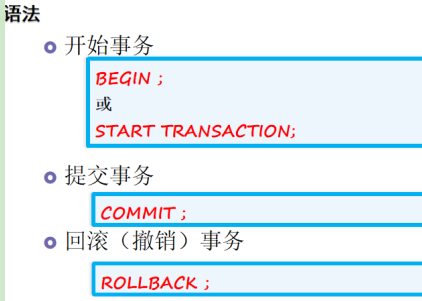 语法
开始事务
BEGIN ;
或
START TRANSACTION;
提交事务
COMMIT ;
回滚（撤销）事务
ROLLBACK ;